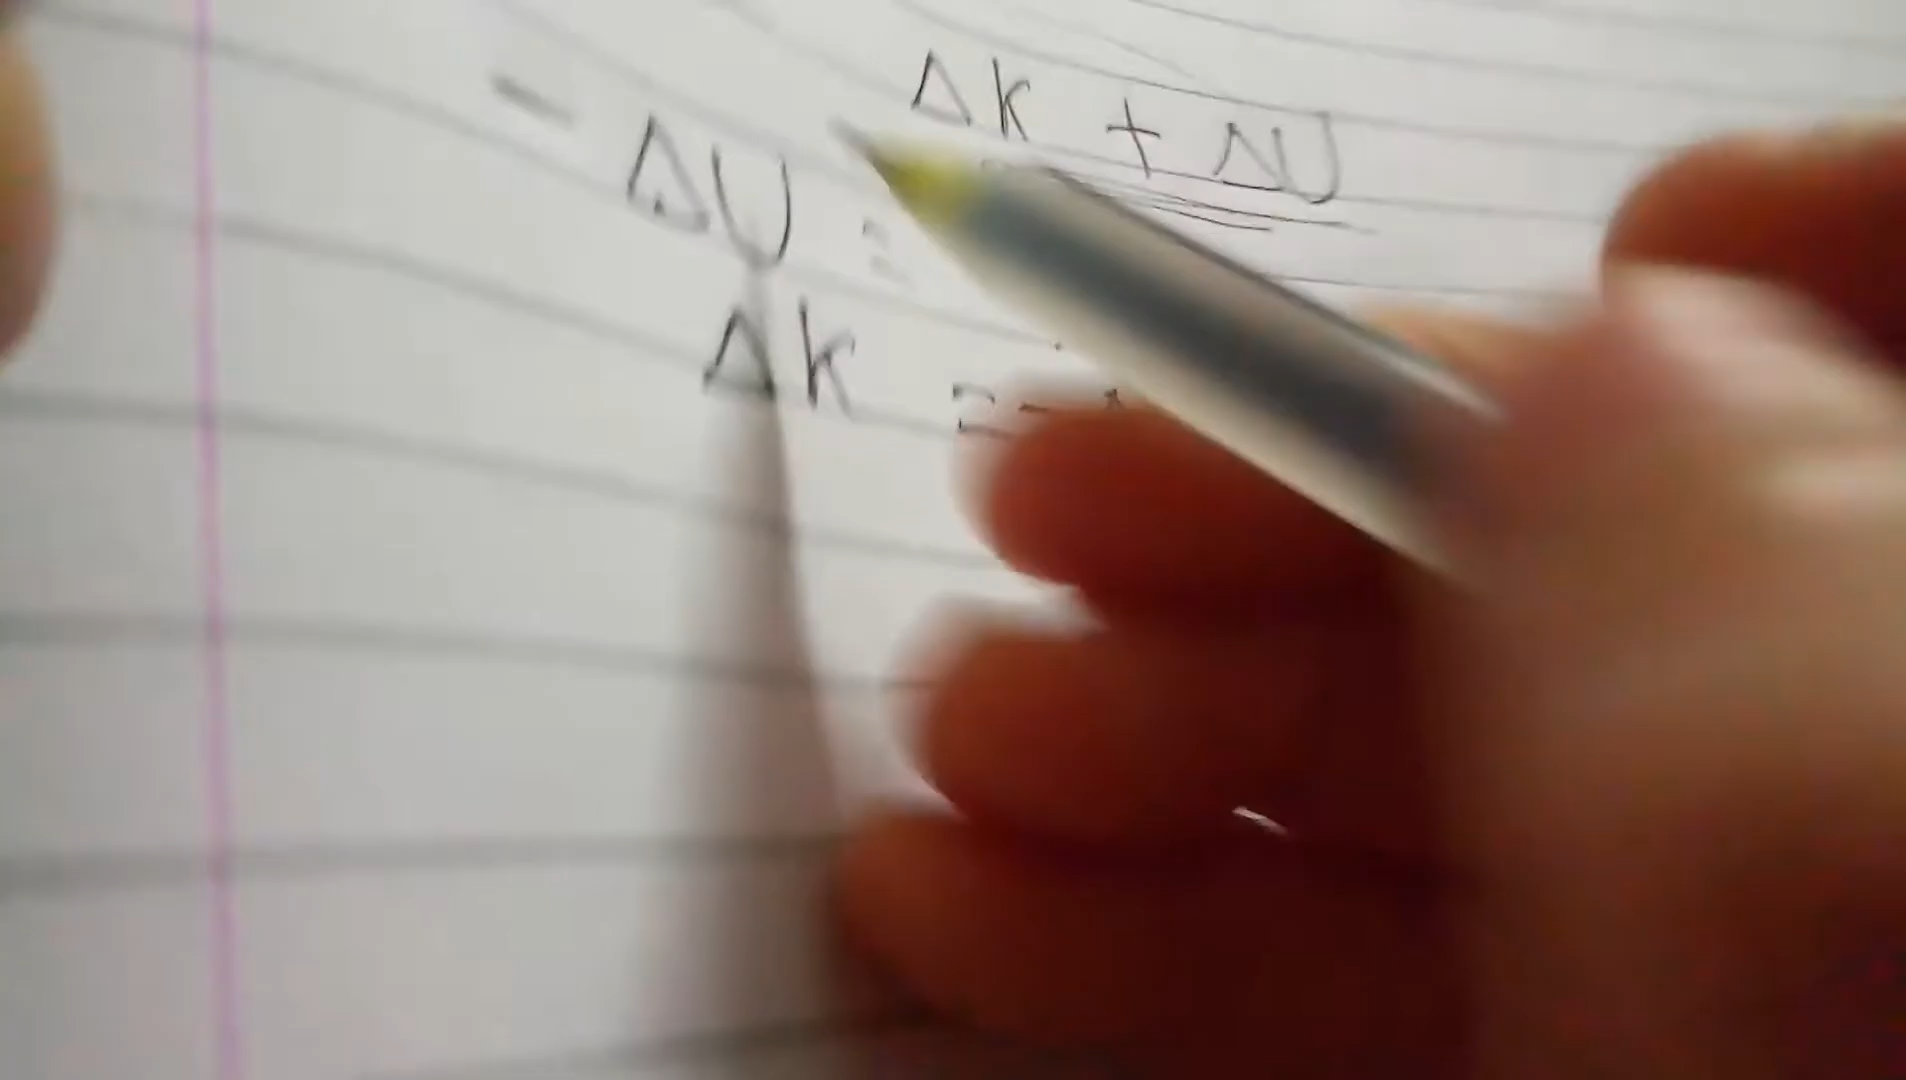 ΔK + ΔU
- ΔU =
ΔK = -